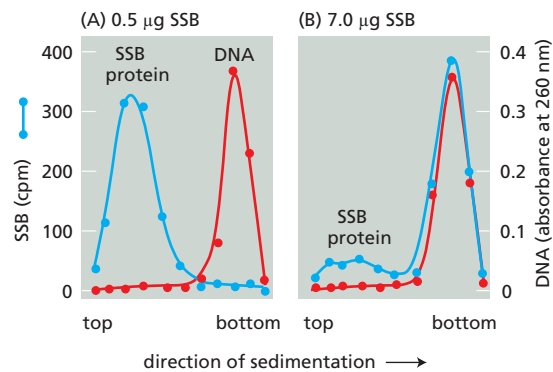 (A) 0.5 μg SSB
(B) 7.0 μg SSB
SSB (cpm)
400
300
200
100
0
SSB
protein
DNA
top
bottom
SSB
protein
top
bottom
0.4
0.3
0.2
0.1
0
DNA (absorbance at 260 nm)
direction of sedimentation